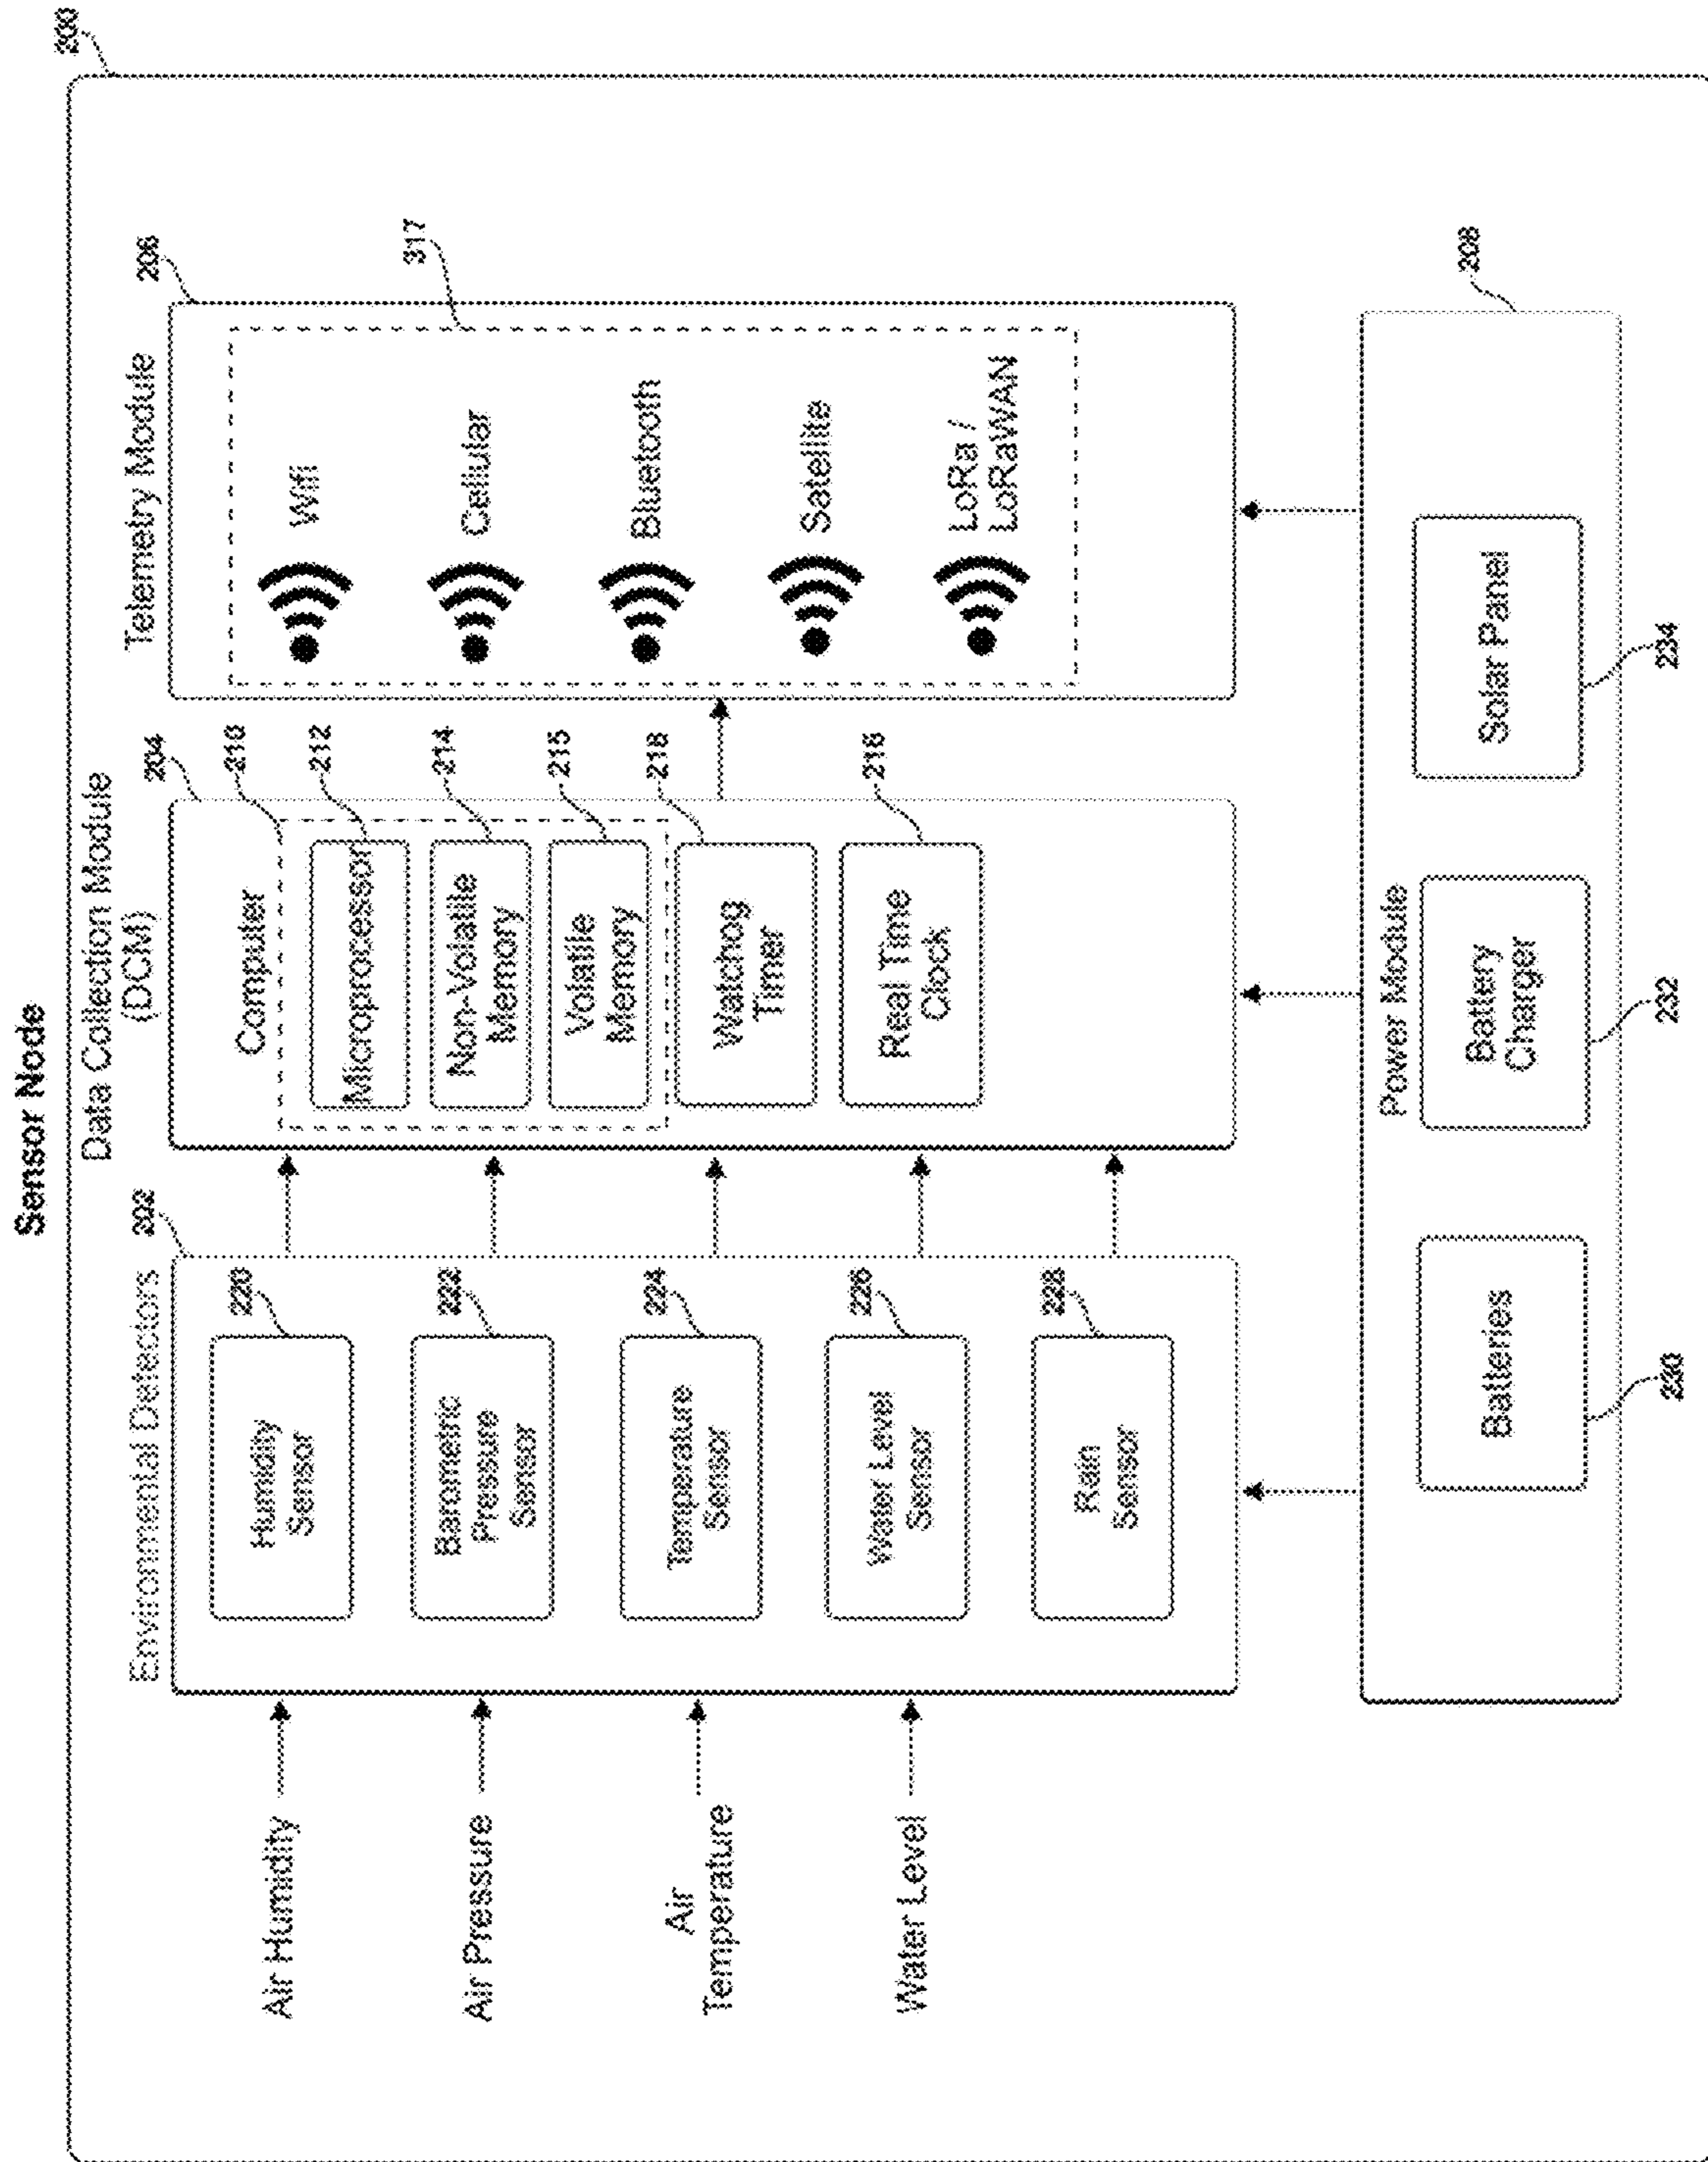 Sensor Node
200
Data Collection Module
(DCM)
Environmental Detectors
202
204
Telemetry Module
206
Air Humidity
Air Pressure
Air
Temperature
Water Level
Humidity
Sensor
220
Barometric
Pressure
Sensor
222
Temperature
Sensor
224
Water Level
Sensor
226
Rain
Sensor
228
Computer
210
Microprocessor
212
Non-Volatile
Memory
214
Volatile
Memory
215
Watchog
Timer
218
Real Time
Clock
216
317
Wifi
Cellular
Bluetooth
Satellite
LoRa /
LoRaWAN
Power Module
208
Batteries
230
Battery
Charger
232
Solar Panel
234